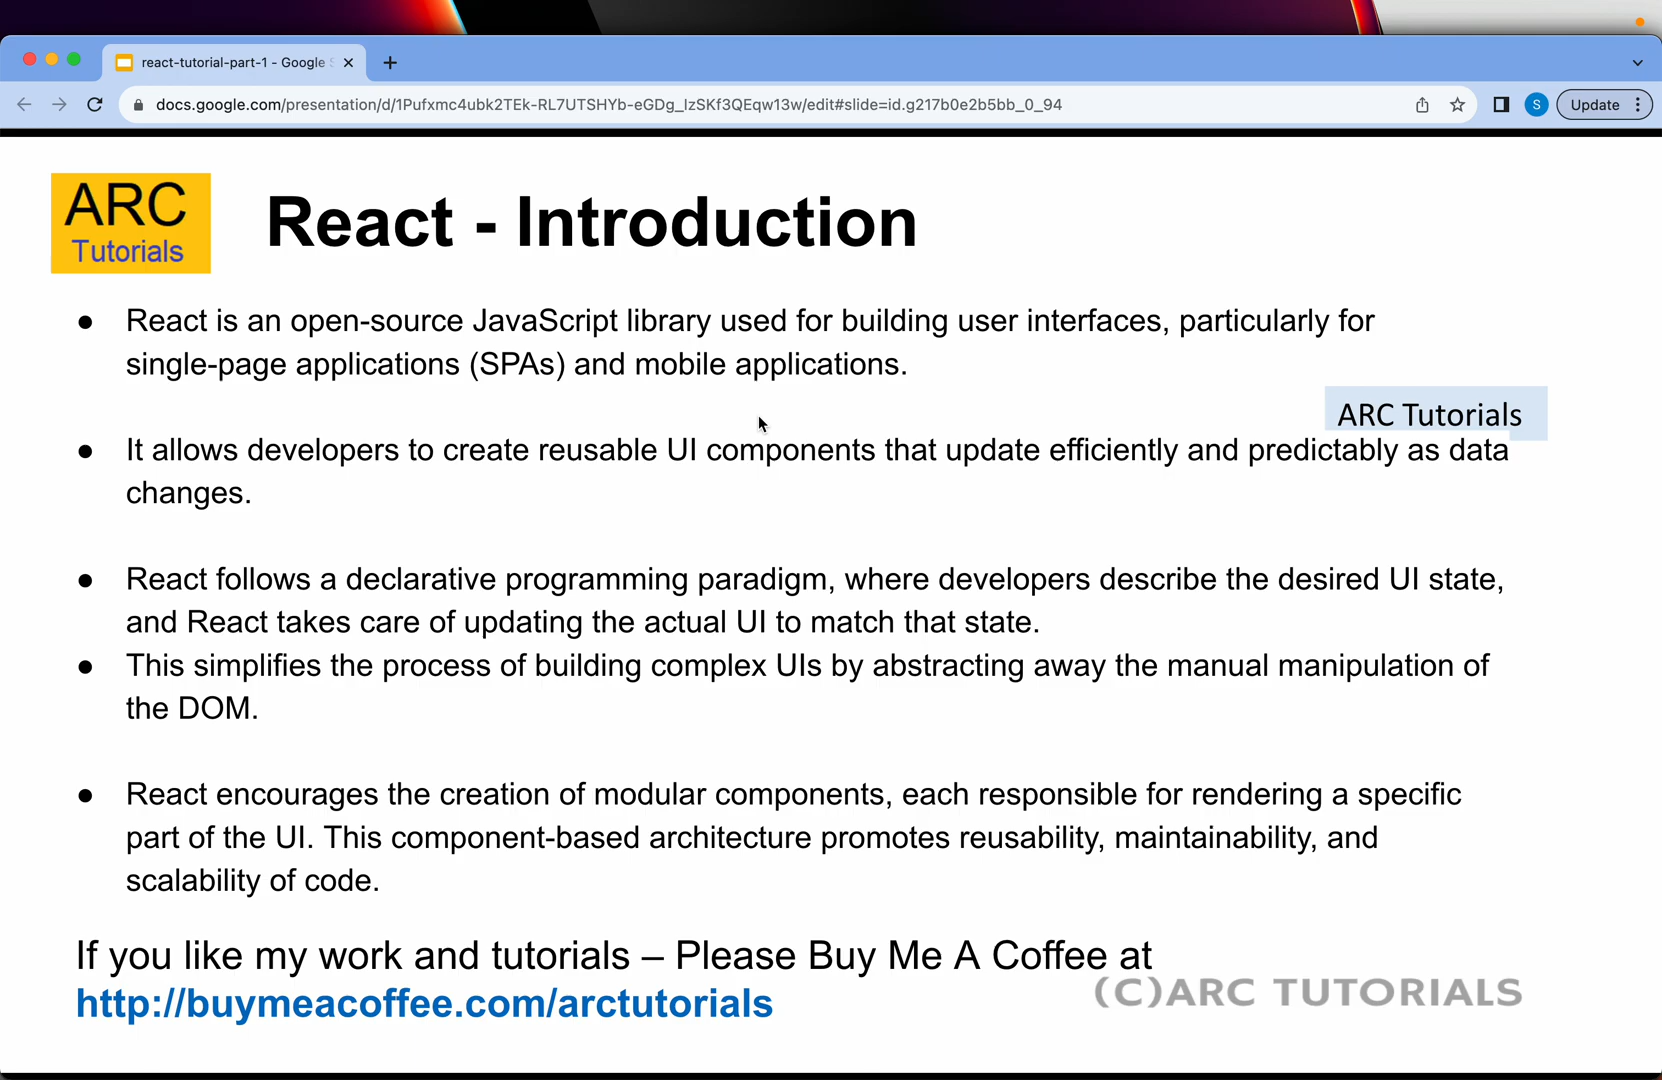 react-tutorial-part-1 - Google S
docs.google.com/presentation/d/1Pufxmc4ubk2TEk-RL7UTSHYb-eGDg_IzSKf3QEqw13w/edit#slide=id.g217b0e2b5bb_0_94
S
Update
ARC
Tutorials
React - Introduction
● React is an open-source JavaScript library used for building user interfaces, particularly for
single-page applications (SPAs) and mobile applications.
ARC Tutorials
● It allows developers to create reusable UI components that update efficiently and predictably as data
changes.
● React follows a declarative programming paradigm, where developers describe the desired UI state,
and React takes care of updating the actual UI to match that state.
● This simplifies the process of building complex UIs by abstracting away the manual manipulation of
the DOM.
● React encourages the creation of modular components, each responsible for rendering a specific
part of the UI. This component-based architecture promotes reusability, maintainability, and
scalability of code.
If you like my work and tutorials – Please Buy Me A Coffee at
http://buymeacoffee.com/arctutorials
(C)ARC TUTORIALS